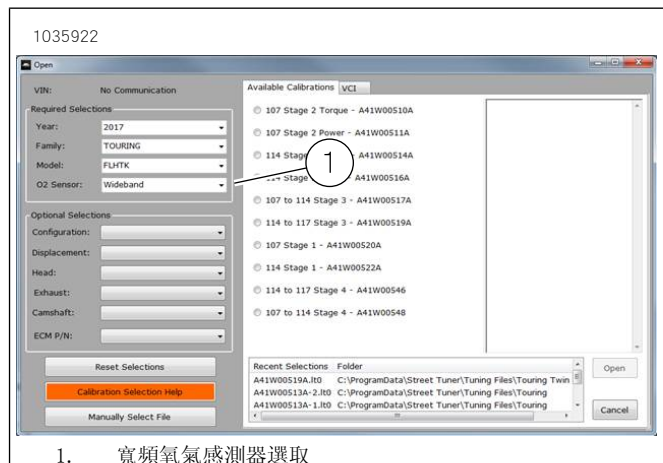 1035922
Open
VIN: No Communication
Required Selections
Year: 2017
Family: TOURING
Model: FLHTK
O2 Sensor: Wideband
Optional Selections
Configuration:
Displacement:
Head:
Exhaust:
Camshaft:
ECM P/N:
Reset Selections
Calibration Selection Help
Manually Select File
Available Calibrations VCI
107 Stage 2 Torque - A41W00510A
107 Stage 2 Power - A41W00511A
114 Stage A41W00514A
114 Stage A41W00516A
107 to 114 Stage 3 - A41W00517A
114 to 117 Stage 3 - A41W00519A
107 Stage 1 - A41W00520A
114 Stage 1 - A41W00522A
114 to 117 Stage 4 - A41W00546
107 to 114 Stage 4 - A41W00548
1
Recent Selections Folder
A41W00519A.lt0 C:\ProgramData\Street Tuner\Tuning Files\Touring Twin
A41W00513A-2.lt0 C:\ProgramData\Street Tuner\Tuning Files\Touring
A41W00513A-1.lt0 C:\ProgramData\Street Tuner\Tuning Files\Touring
Open
Cancel
1. 寬頻氧氣感測器選取